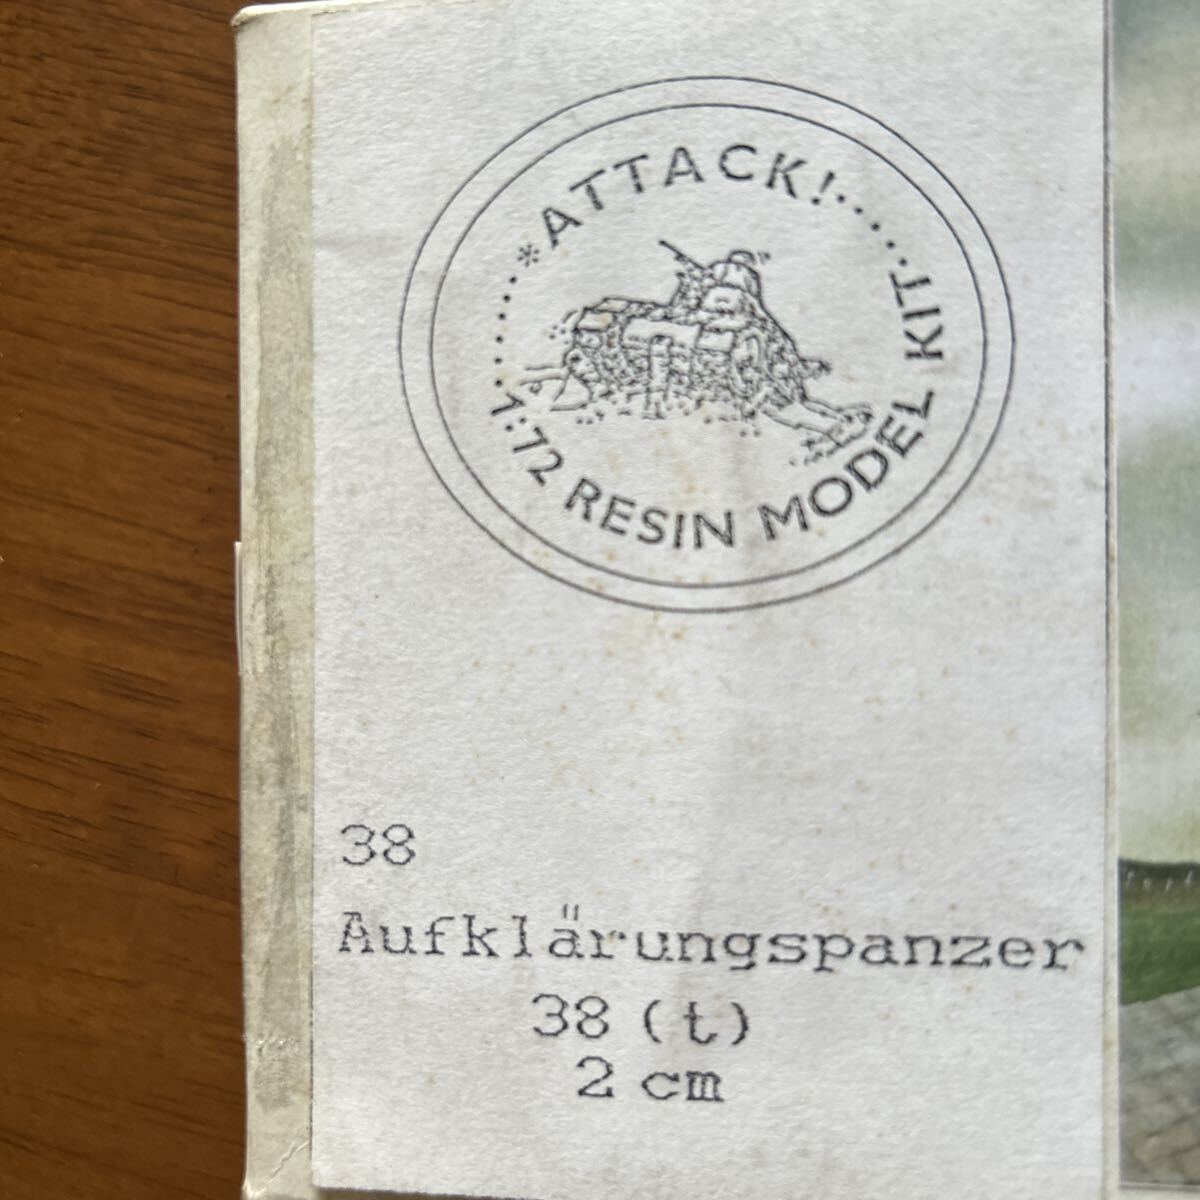 *ATTACK!
1:72 RESIN MODEL KIT
38
Aufklärungspanzer
38(t)
2cm